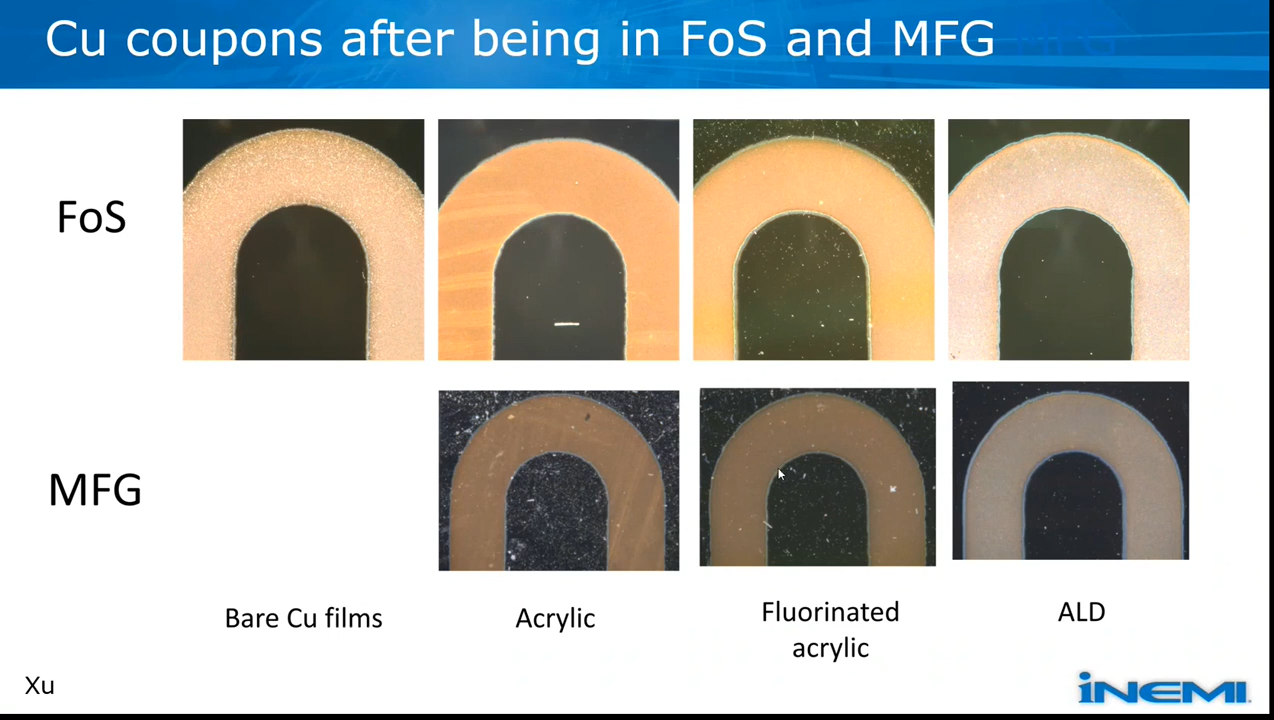 Cu coupons after being in FoS and MFG MFG
FoS
MFG
Bare Cu films
Acrylic
Fluorinated
acrylic
ALD
Xu
iNEMI